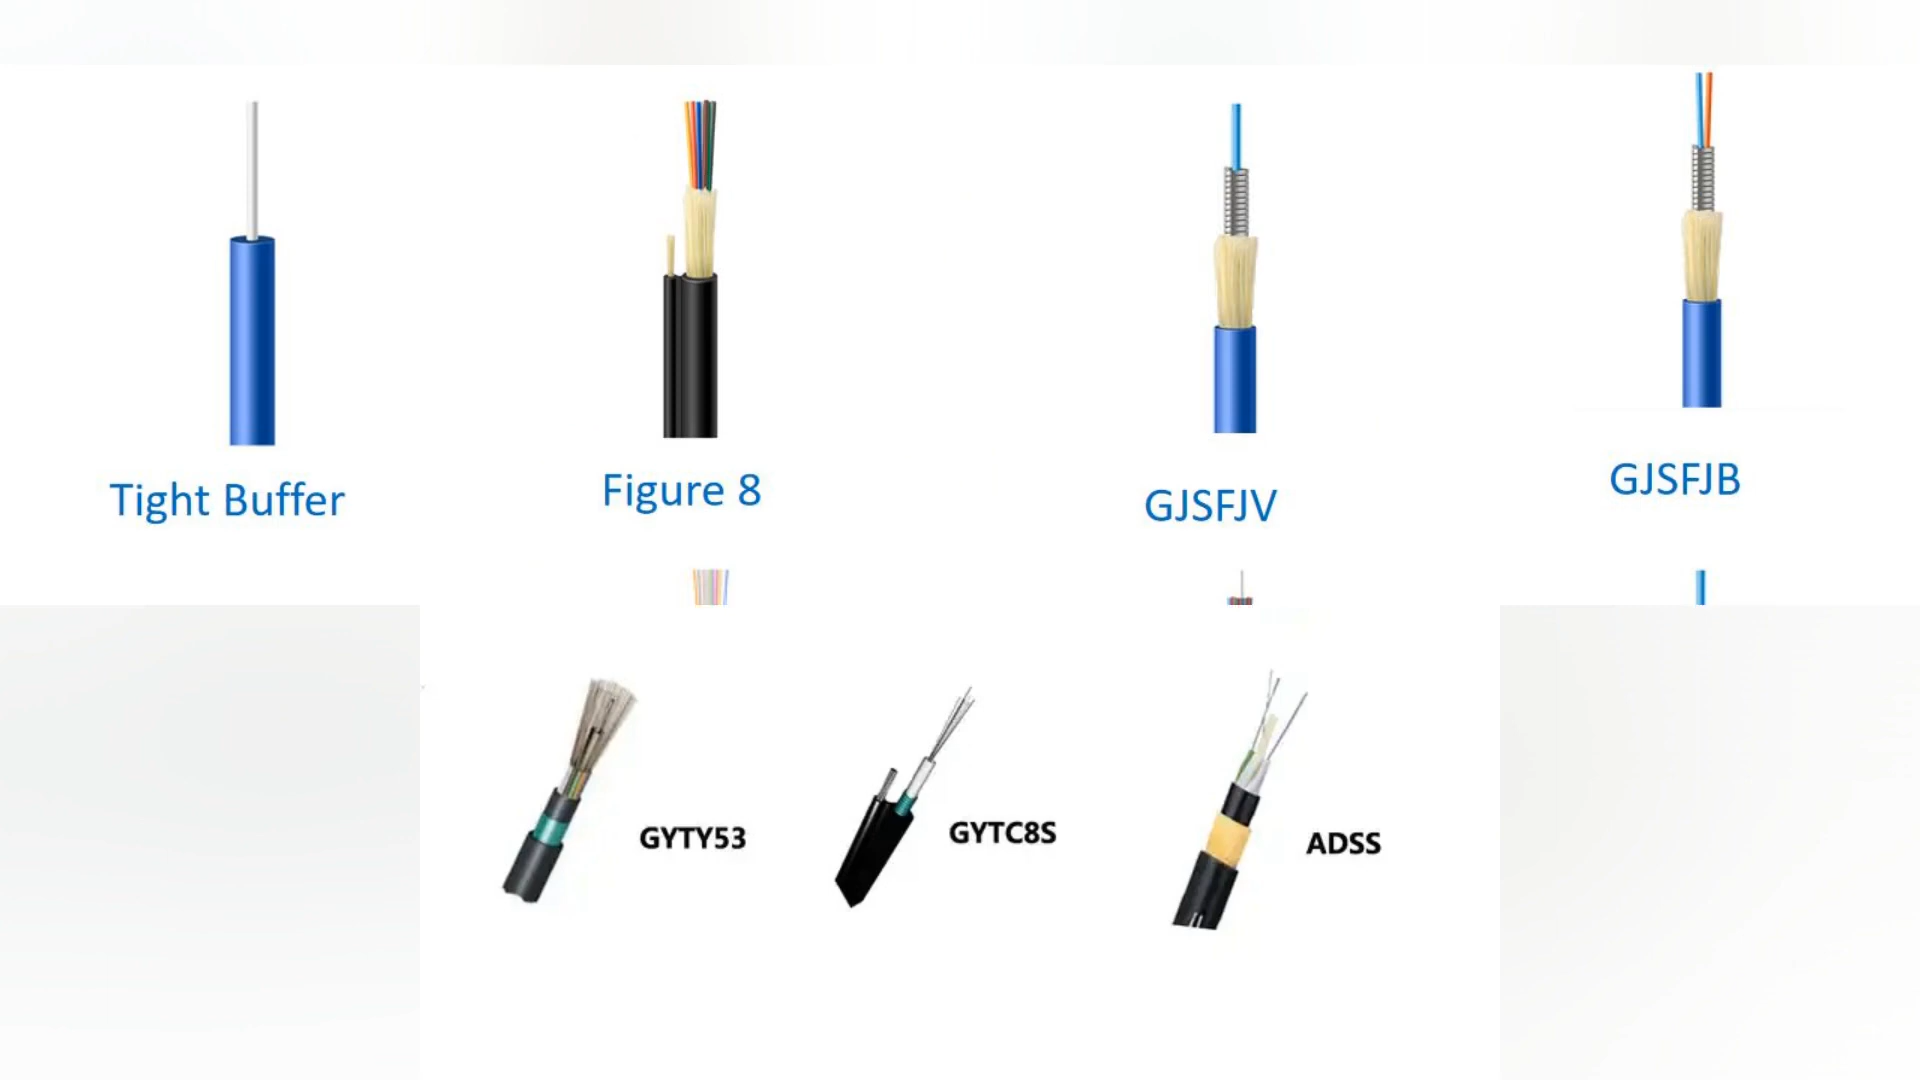 Tight Buffer
Figure 8
GJSFJV
GJSFJB
GYTY53
GYTC8S
ADSS